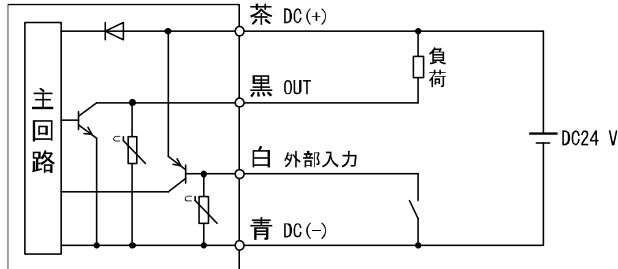 茶 DC(+)
負荷
主回路
黒 OUT
DC24 V
白 外部入力
青 DC(−)